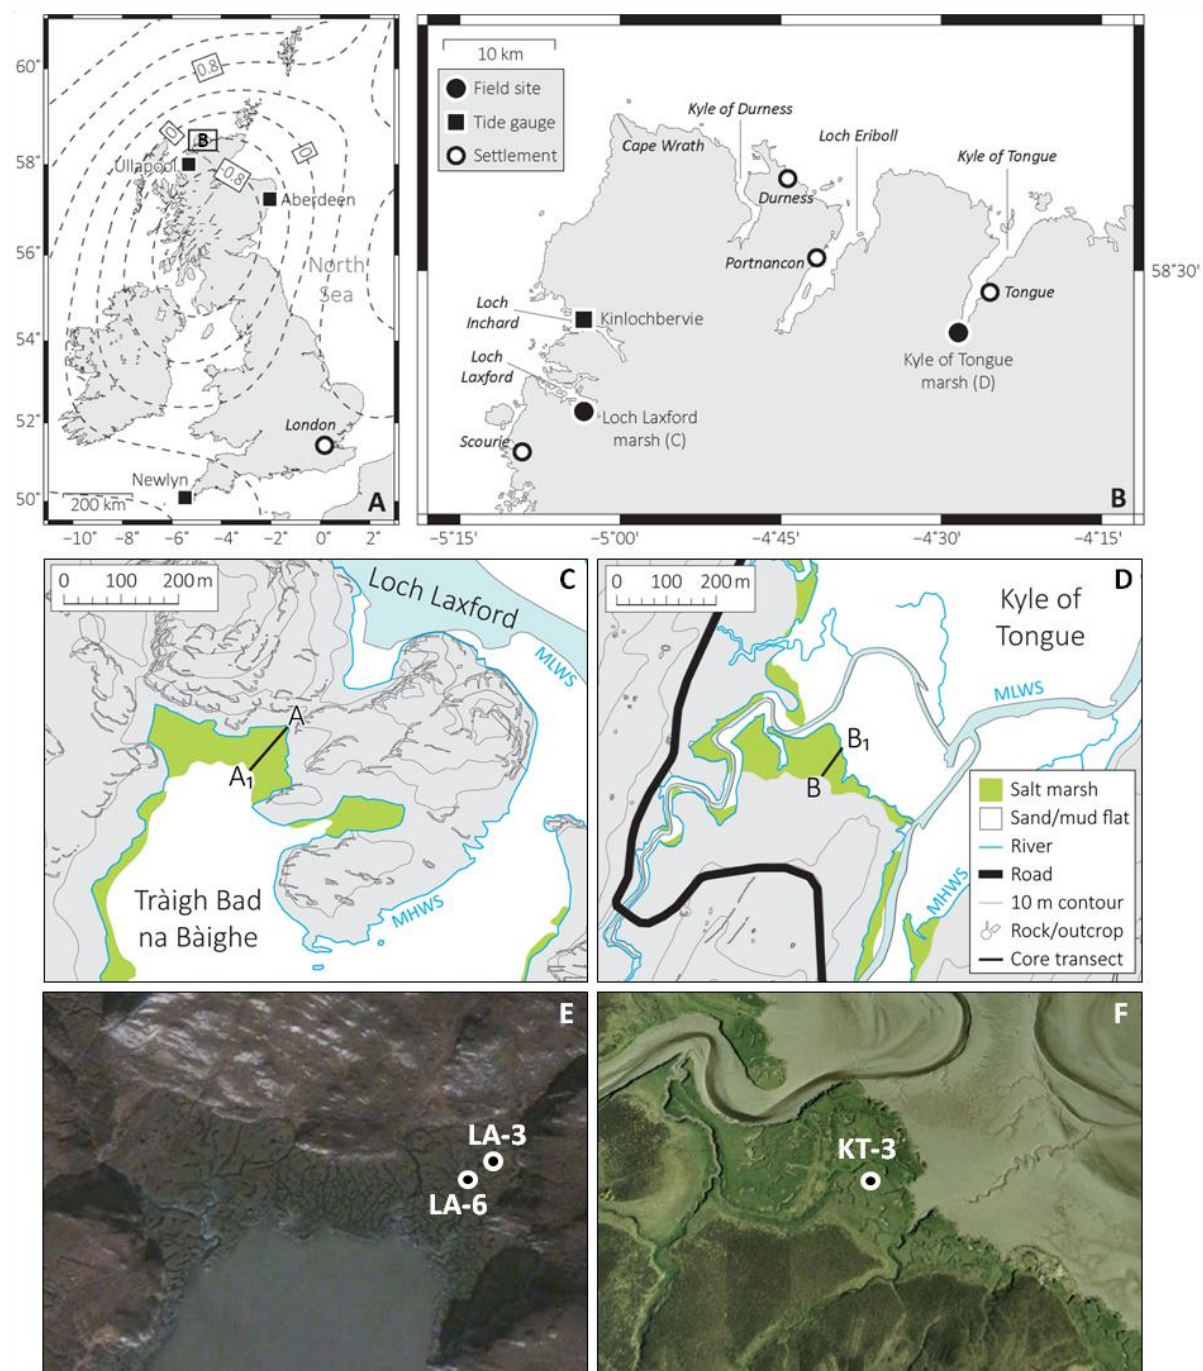 60°
58°
56°
54°
52°
50°
0.8
0
B
0
-0.8
Ullapool
Aberdeen
North
Sea
London
Newlyn
200 km
A
−10°
−8°
−6°
−4°
−2°
0°
2°
10 km
Field site
Tide gauge
Settlement
Cape Wrath
Kyle of Durness
Loch Eriboll
Kyle of Tongue
Durness
Portnancon
Tongue
Loch
Inchard
Kinlochbervie
Loch
Laxford
Loch Laxford
marsh (C)
Scourie
Kyle of Tongue
marsh (D)
58°30'
B
−5°15'
−5°00'
−4°45'
−4°30'
−4°15'
0 100 200 m
C
Loch Laxford
MLWS
A
A₁
Tràigh Bad
na Bàighe
MHWS
0 100 200 m
D
Kyle of
Tongue
MLWS
B₁
B
MHWS
Salt marsh
Sand/mud flat
River
Road
10 m contour
Rock/outcrop
Core transect
E
LA-3
LA-6
F
KT-3